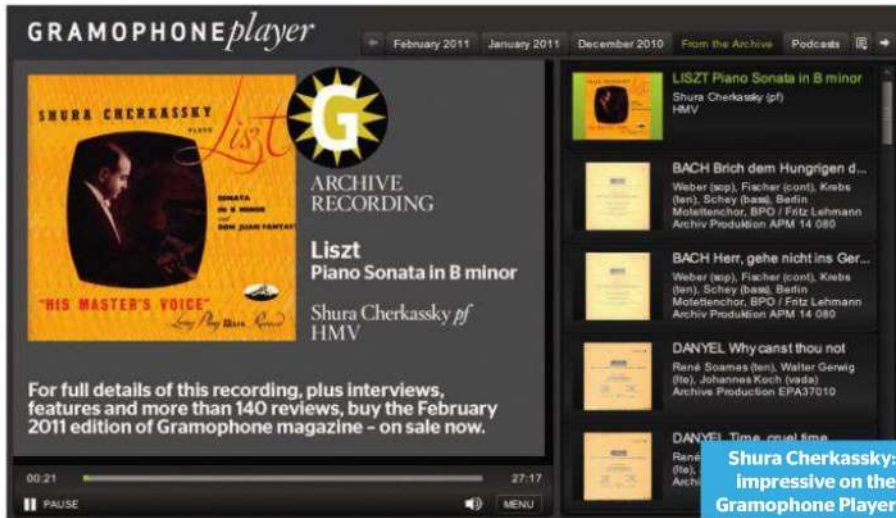 GRAMOPHONEplayer
February 2011 January 2011 December 2010 From the Archive Podcasts
SHURA CHERKASSKY
PLAYS
Liszt
SONATA
IN B MINOR
and
DON JUAN FANTASY
"HIS MASTER'S VOICE"
Long Play 33⅓ Record
G
ARCHIVE
RECORDING
Liszt
Piano Sonata in B minor
Shura Cherkassky pf
HMV
For full details of this recording, plus interviews,
features and more than 140 reviews, buy the February
2011 edition of Gramophone magazine – on sale now.
00:21 27:17
PAUSE MENU
LISZT Piano Sonata in B minor
Shura Cherkassky (pf)
HMV
BACH Brich dem Hungrigen d...
Weber (sop), Fischer (cont), Krebs
(ten), Schey (bass), Berlin
Motettenchor, BPO / Fritz Lehmann
Archiv Produktion APM 14 080
BACH Herr, gehe nicht ins Ger...
Weber (sop), Fischer (cont), Krebs
(ten), Schey (bass), Berlin
Motettenchor, BPO / Fritz Lehmann
Archiv Produktion APM 14 080
DANYEL Why canst thou not
René Soames (ten), Walter Gerwig
(lte), Johannes Koch (vada)
Archive Production EPA37010
DANYEL Time, cruel time
René
(lte),
Archi
Shura Cherkassky:
impressive on the
Gramophone Player